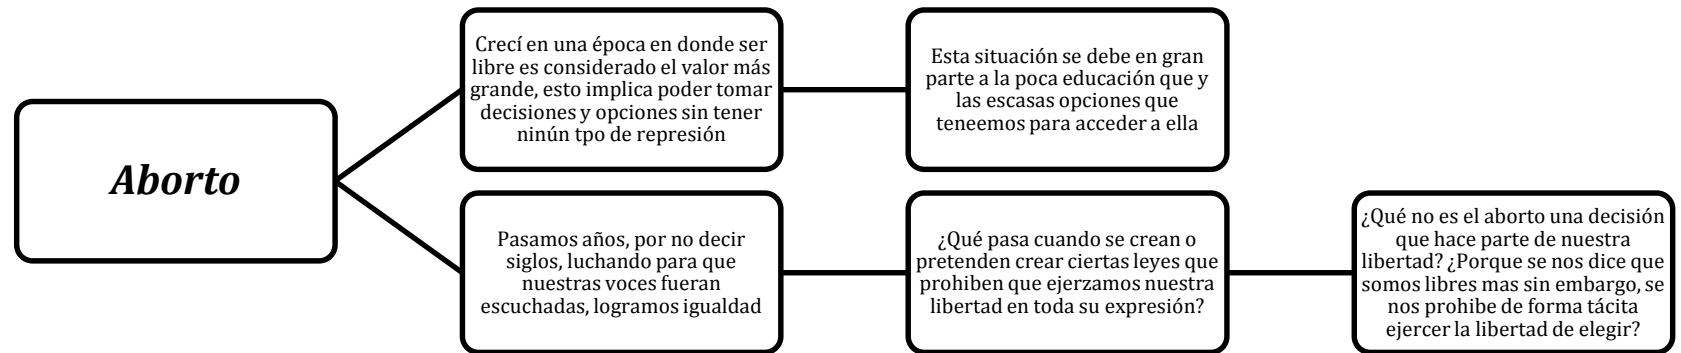 Aborto
Crecí en una época en donde ser
libre es considerado el valor más
grande, esto implica poder tomar
decisiones y opciones sin tener
ninún tpo de represión
Esta situación se debe en gran
parte a la poca educación que y
las escasas opciones que
teneemos para acceder a ella
Pasamos años, por no decir
siglos, luchando para que
nuestras voces fueran
escuchadas, logramos igualdad
¿Qué pasa cuando se crean o
pretenden crear ciertas leyes que
prohiben que ejerzamos nuestra
libertad en toda su expresión?
¿Qué no es el aborto una decisión
que hace parte de nuestra
libertad? ¿Porque se nos dice que
somos libres mas sin embargo, se
nos prohibe de forma tácita
ejercer la libertad de elegir?